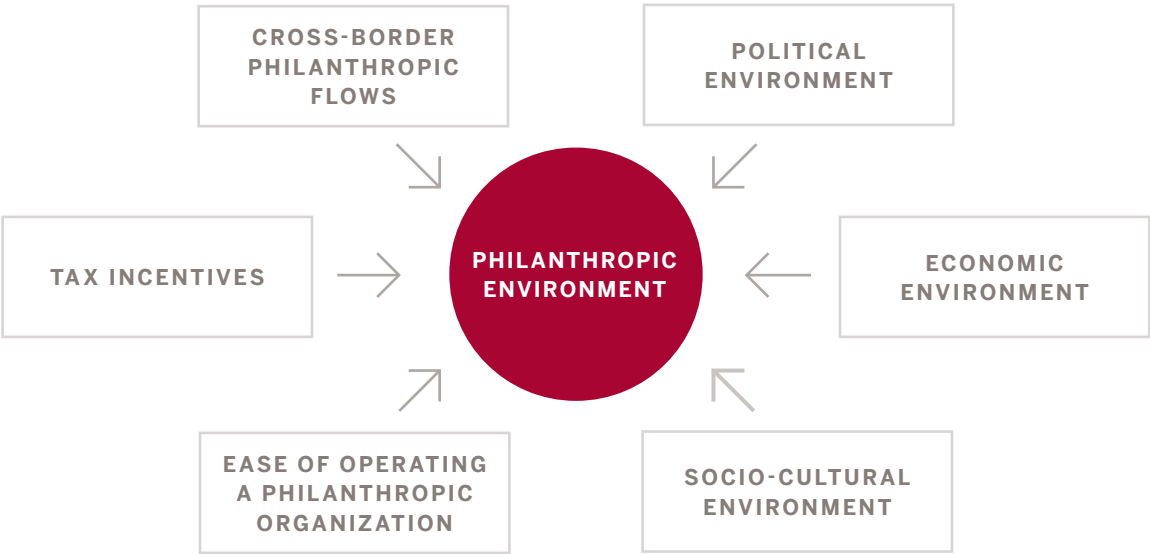 CROSS-BORDER
PHILANTHROPIC
FLOWS
POLITICAL
ENVIRONMENT
TAX INCENTIVES
PHILANTHROPIC
ENVIRONMENT
ECONOMIC
ENVIRONMENT
EASE OF OPERATING
A PHILANTHROPIC
ORGANIZATION
SOCIO-CULTURAL
ENVIRONMENT